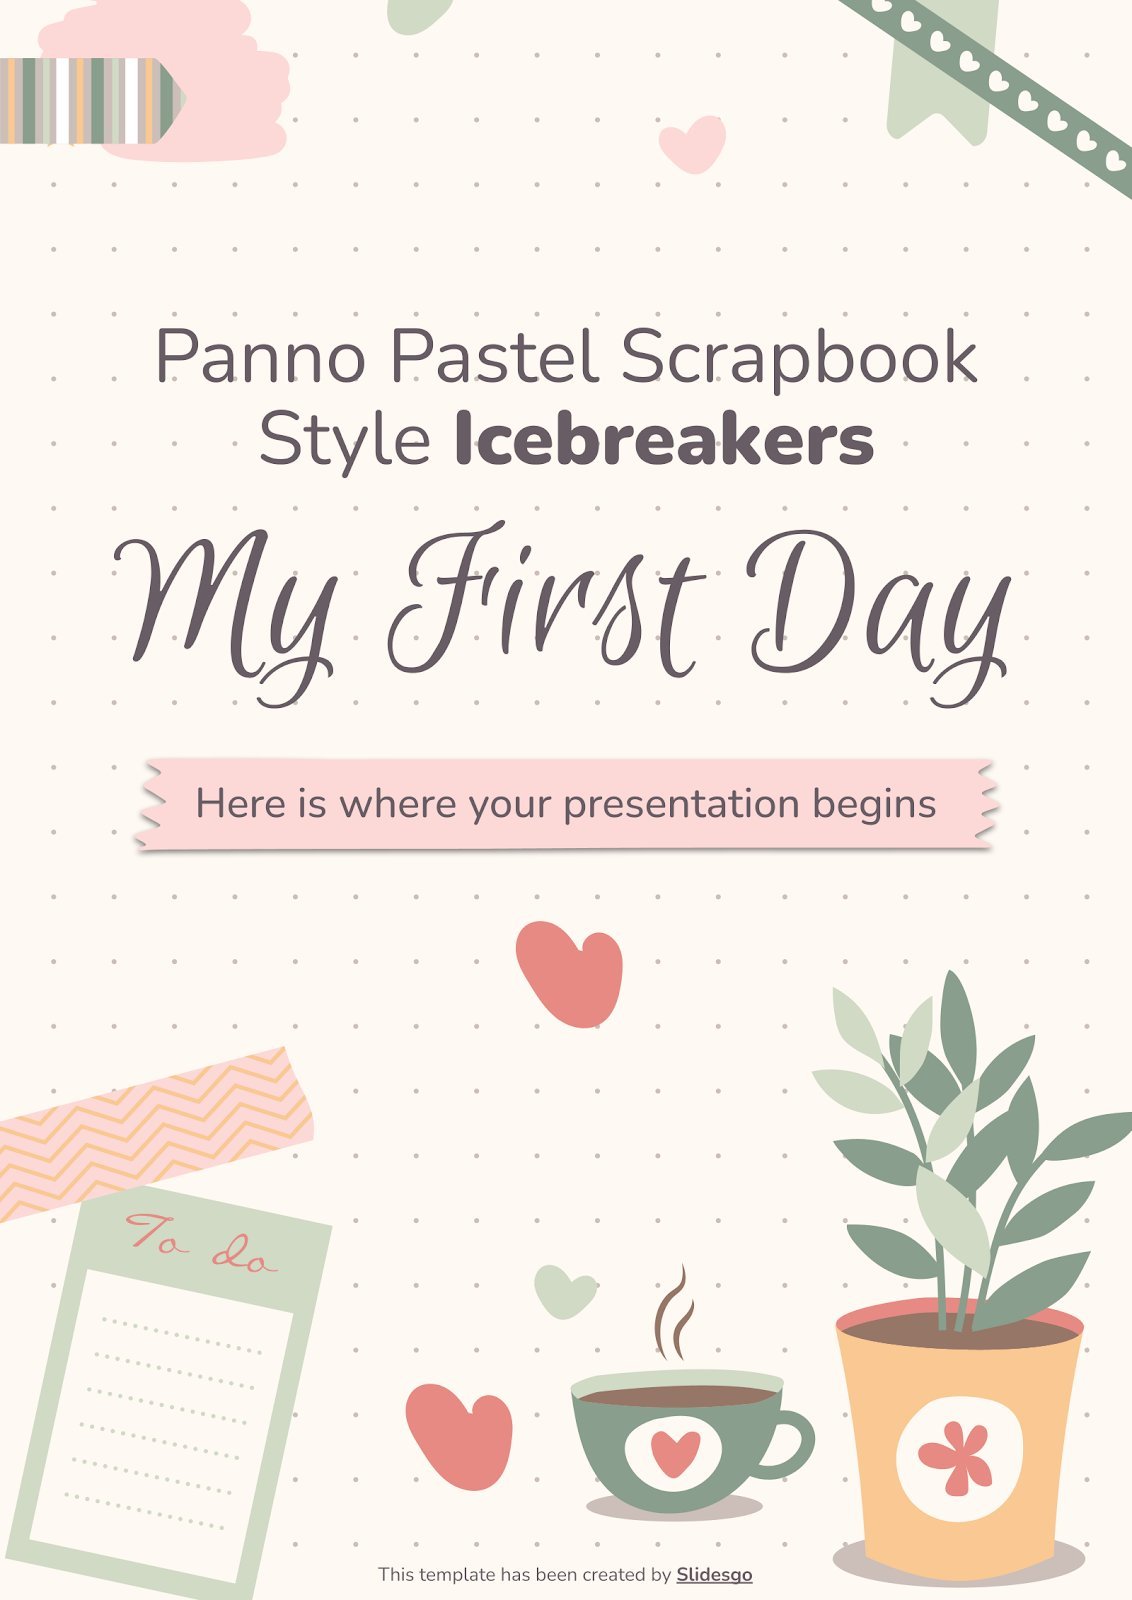 Panno Pastel Scrapbook
Style Icebreakers
My First Day
Here is where your presentation begins
To do
This template has been created by Slidesgo